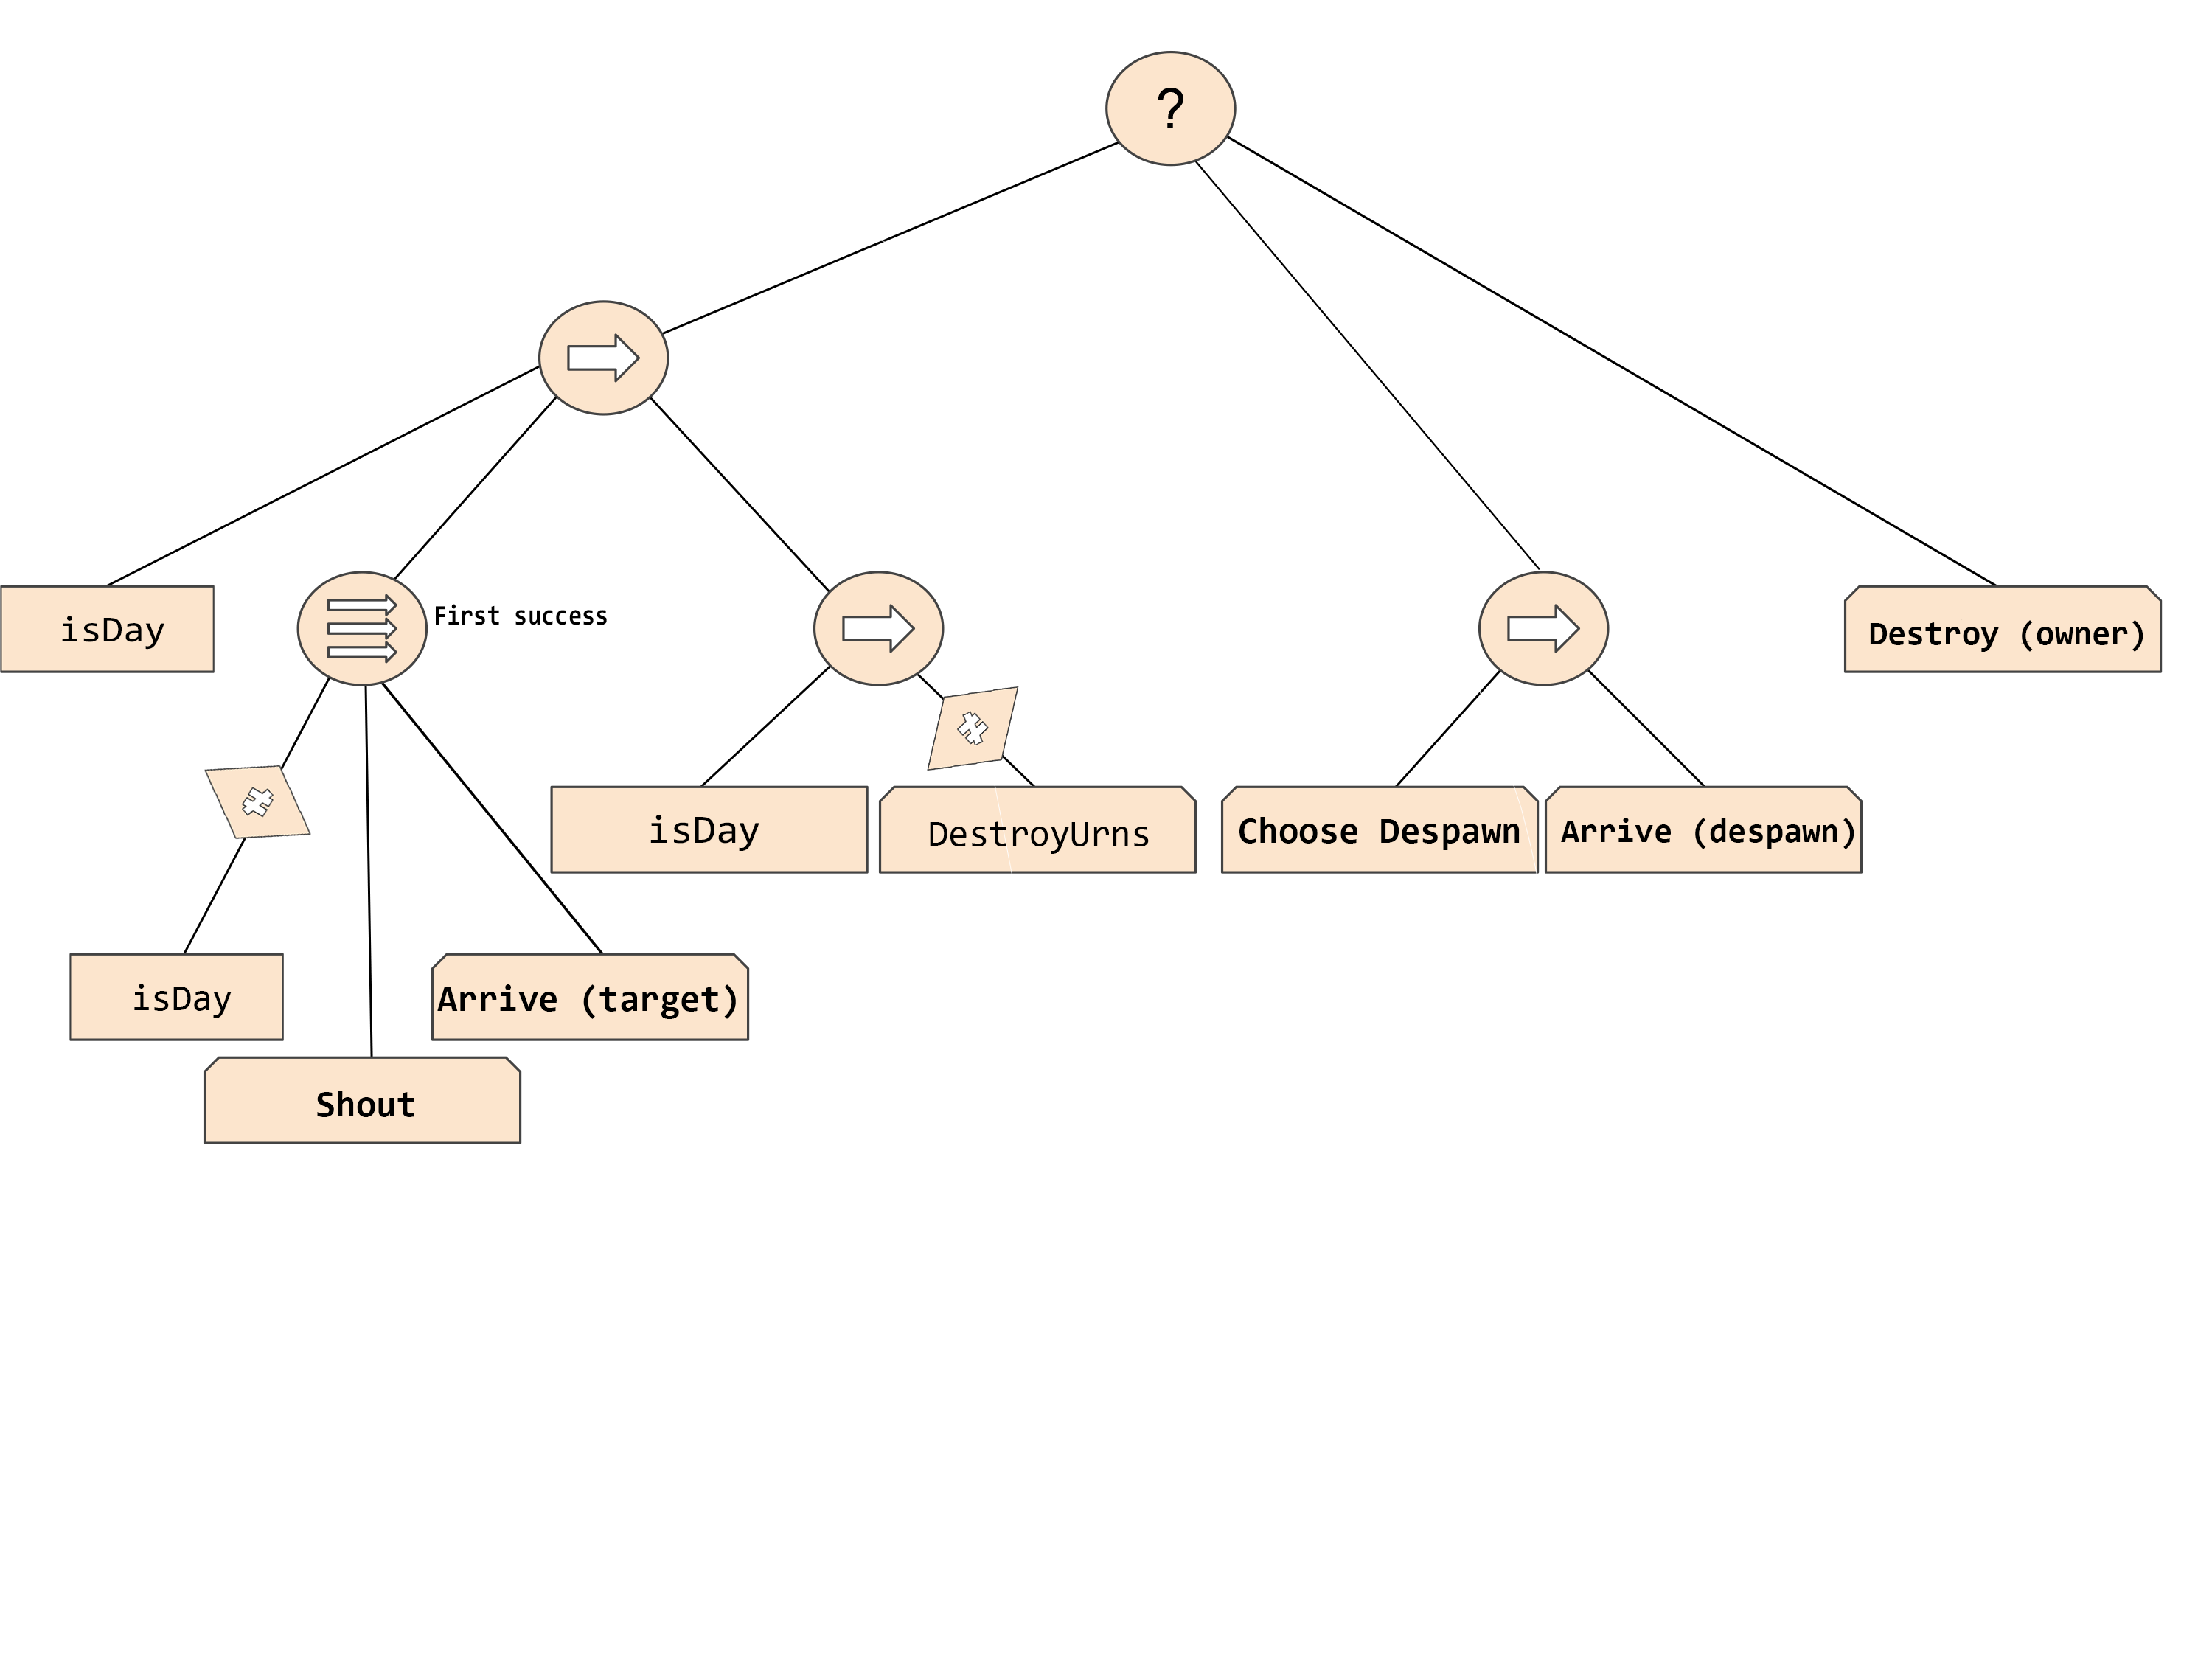 ?
First success
isDay
Destroy (owner)
isDay
DestroyUrns
Choose Despawn
Arrive (despawn)
isDay
Arrive (target)
Shout